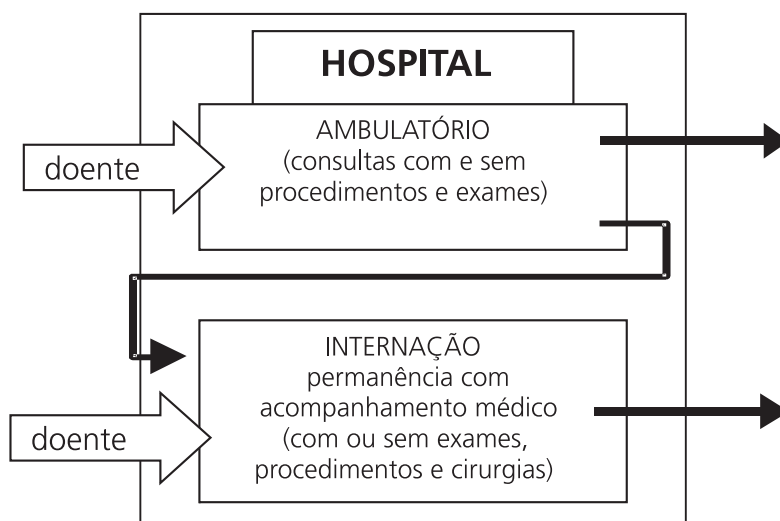 HOSPITAL
AMBULATÓRIO
(consultas com e sem
procedimentos e exames)
doente
INTERNAÇÃO
permanência com
acompanhamento médico
(com ou sem exames,
procedimentos e cirurgias)
doente